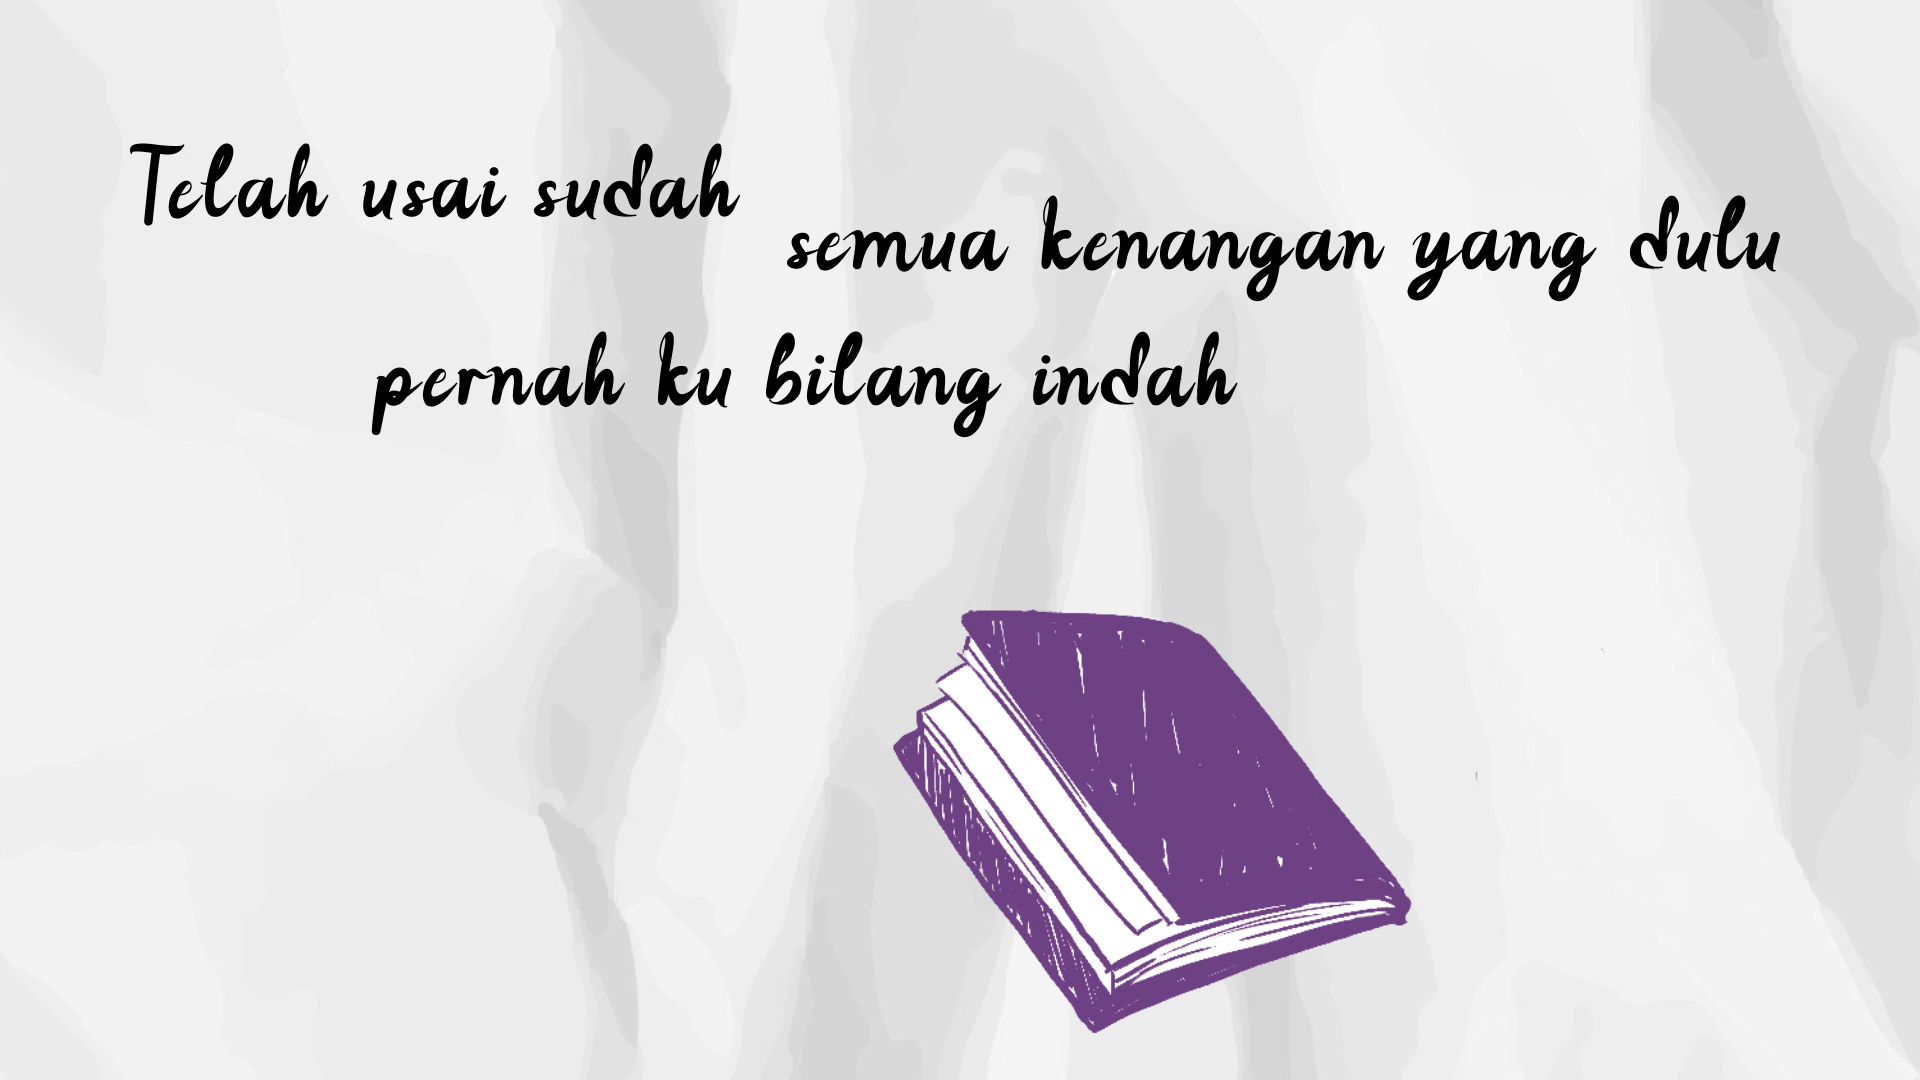 Telah usai sudah
semua kenangan yang dulu
pernah ku bilang indah